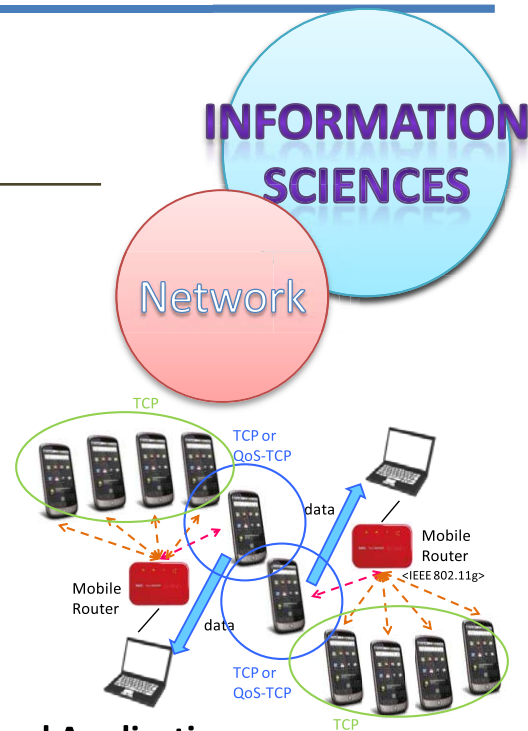 INFORMATION
SCIENCES
Network
TCP
TCP or
QoS-TCP
data
Mobile
Router
<IEEE 802.11g>
Mobile
Router
data
TCP or
QoS-TCP
TCP